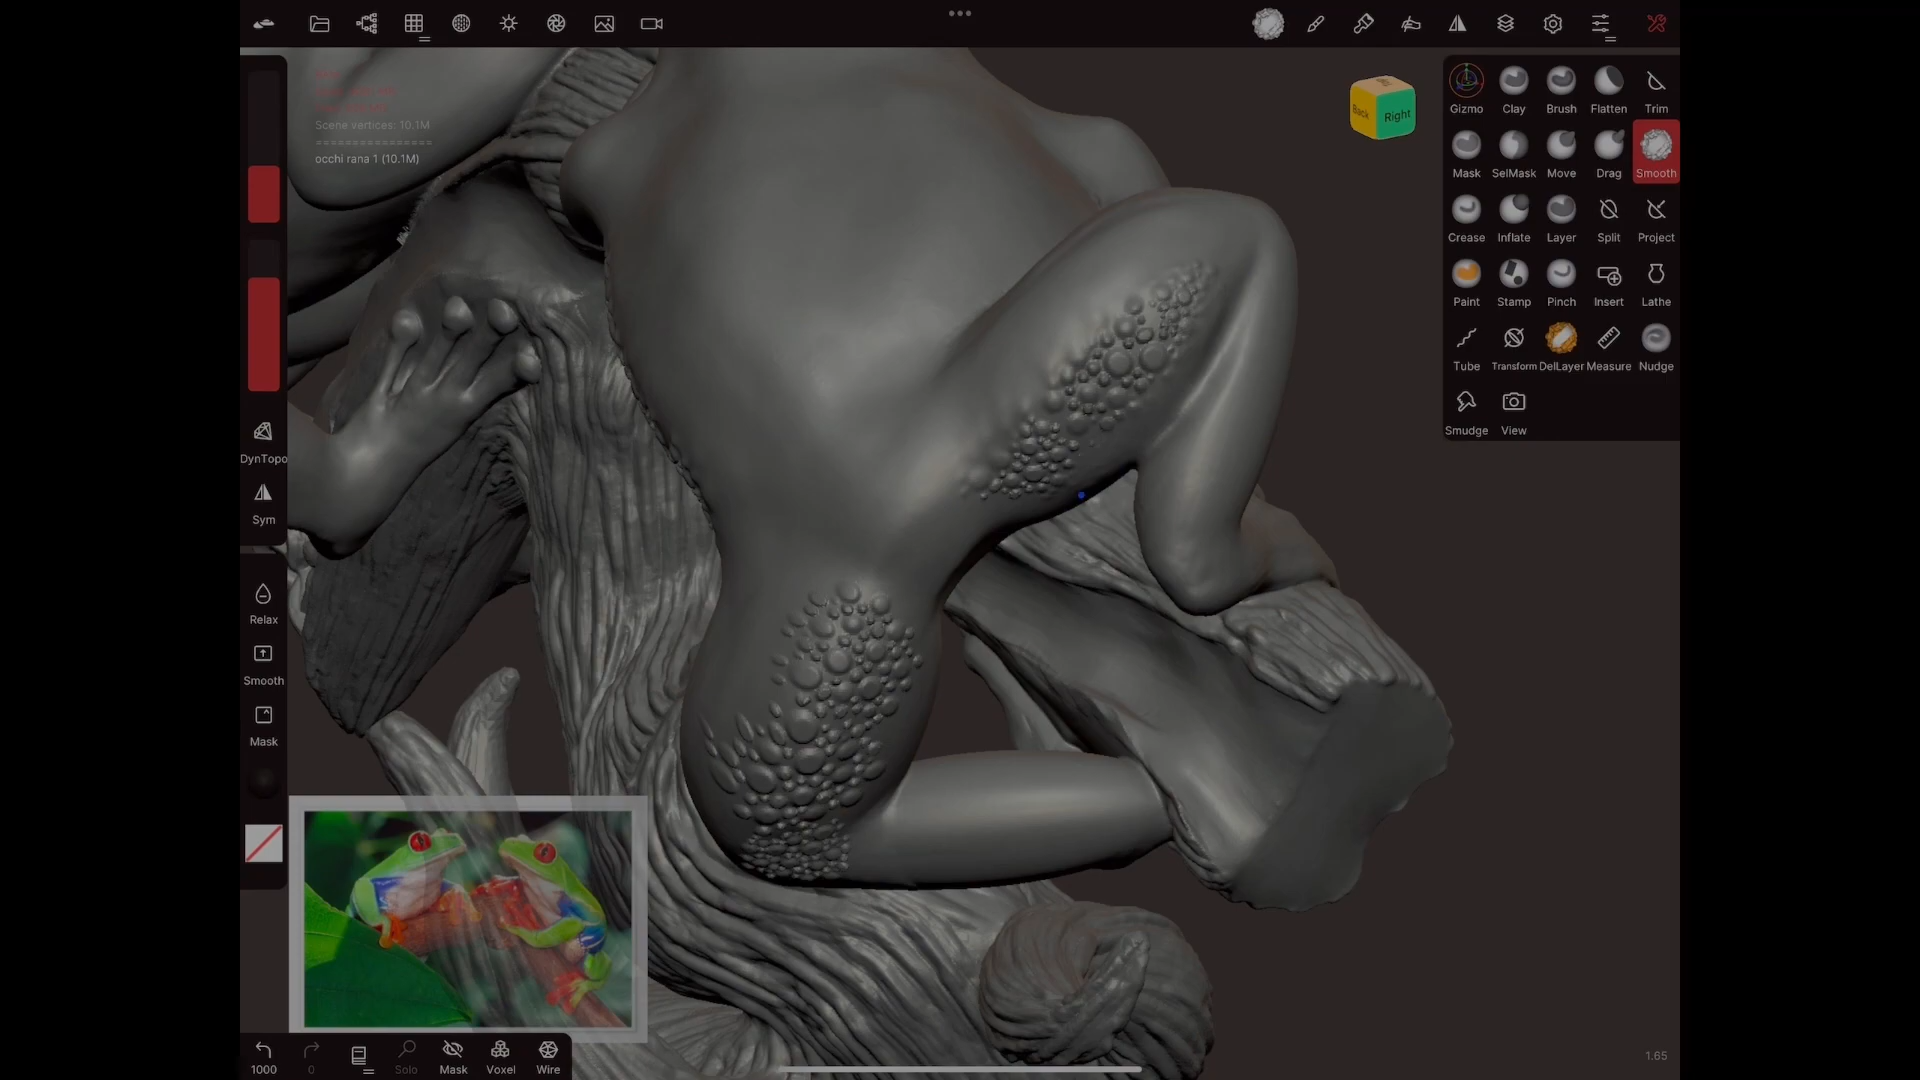 Scene vertices: 10.1M
================
occhi rana 1 (10.1M)
Back
Right
Gizmo
Clay
Brush
Flatten
Trim
Mask
SelMask
Move
Drag
Smooth
Crease
Inflate
Layer
Split
Project
Paint
Stamp
Pinch
Insert
Lathe
Tube
Transform
DelLayer
Measure
Nudge
Smudge
View
DynTopo
Sym
Relax
Smooth
Mask
1000
0
Solo
Mask
Voxel
Wire
1.65